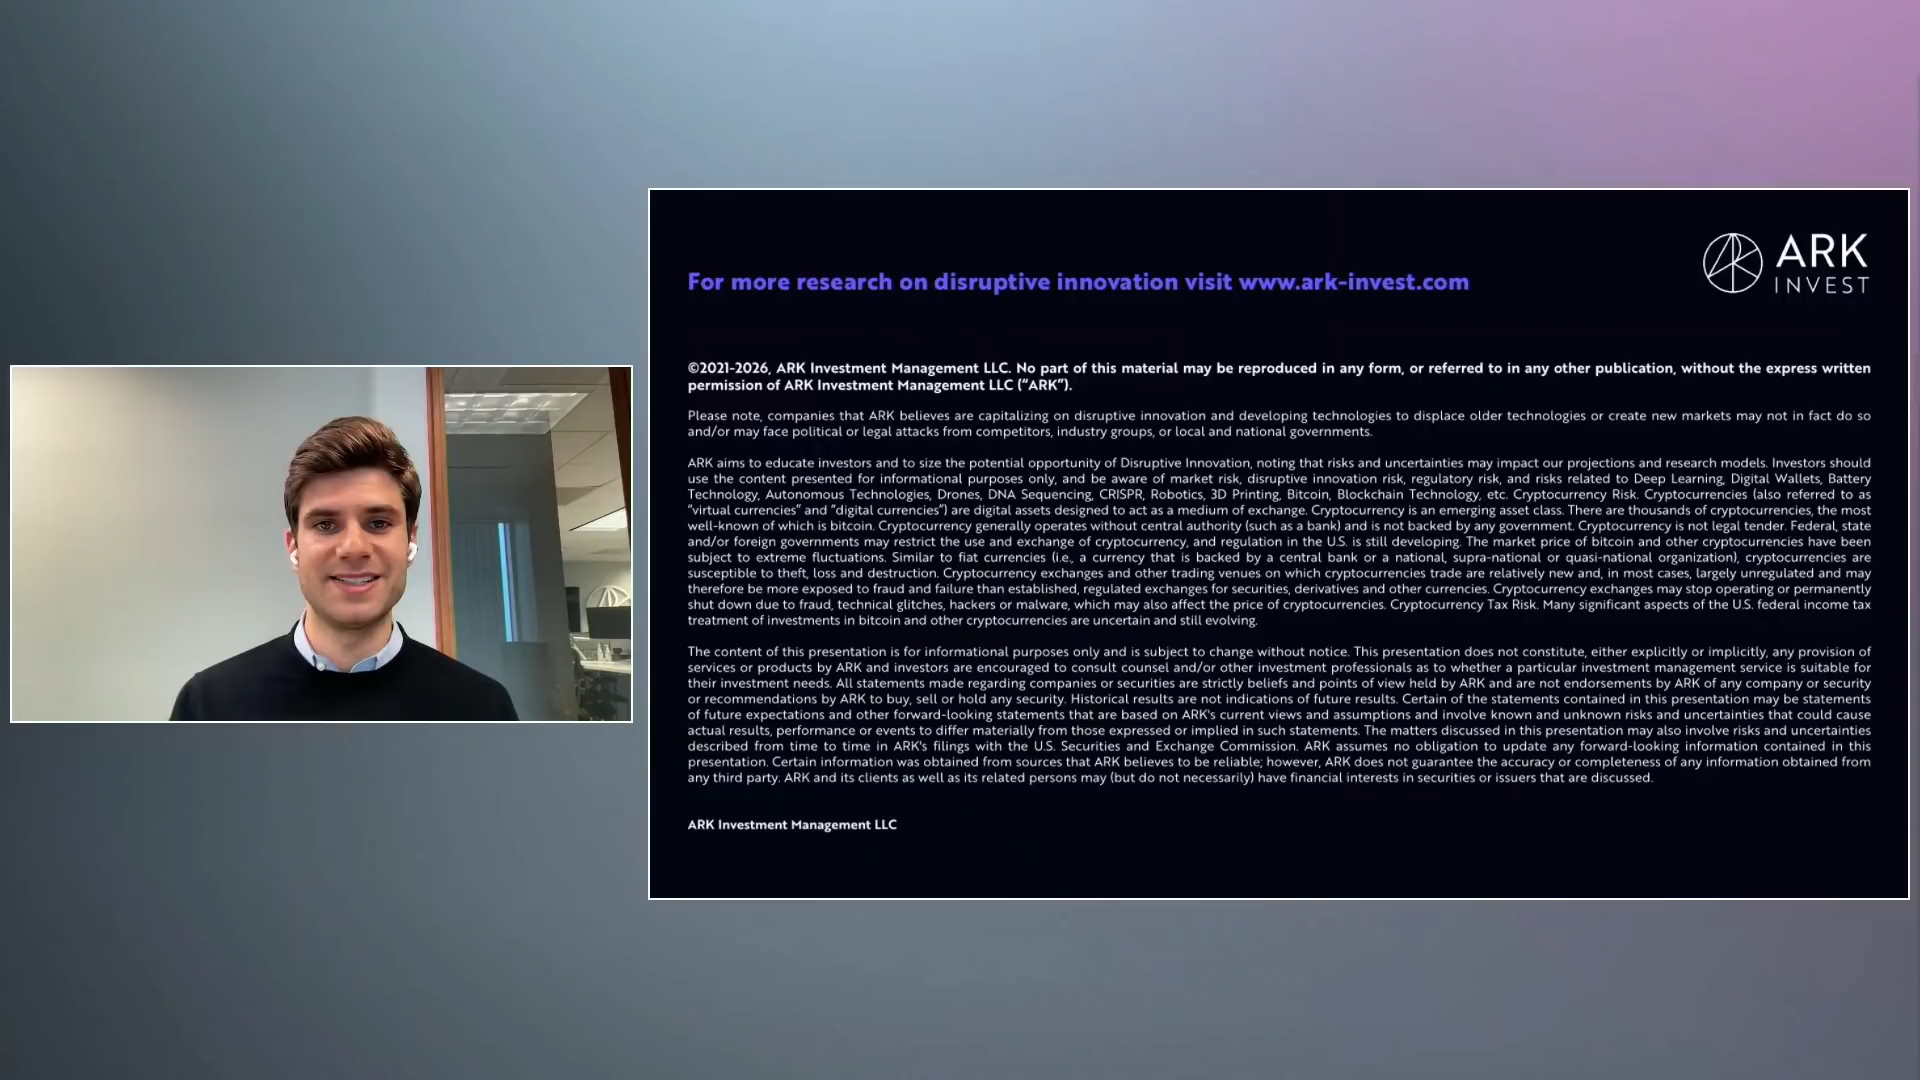 For more research on disruptive innovation visit www.ark-invest.com
ARK
INVEST
©2021-2026, ARK Investment Management LLC. No part of this material may be reproduced in any form, or referred to in any other publication, without the express written
permission of ARK Investment Management LLC (“ARK”).
Please note, companies that ARK believes are capitalizing on disruptive innovation and developing technologies to displace older technologies or create new markets may not in fact do so
and/or may face political or legal attacks from competitors, industry groups, or local and national governments.
ARK aims to educate investors and to size the potential opportunity of Disruptive Innovation, noting that risks and uncertainties may impact our projections and research models. Investors should
use the content presented for informational purposes only, and be aware of market risk, disruptive innovation risk, regulatory risk, and risks related to Deep Learning, Digital Wallets, Battery
Technology, Autonomous Technologies, Drones, DNA Sequencing, CRISPR, Robotics, 3D Printing, Bitcoin, Blockchain Technology, etc. Cryptocurrency Risk. Cryptocurrencies (also referred to as
“virtual currencies” and “digital currencies”) are digital assets designed to act as a medium of exchange. Cryptocurrency is an emerging asset class. There are thousands of cryptocurrencies, the most
well-known of which is bitcoin. Cryptocurrency generally operates without central authority (such as a bank) and is not backed by any government. Cryptocurrency is not legal tender. Federal, state
and/or foreign governments may restrict the use and exchange of cryptocurrency, and regulation in the U.S. is still developing. The market price of bitcoin and other cryptocurrencies have been
subject to extreme fluctuations. Similar to fiat currencies (i.e., a currency that is backed by a central bank or a national, supra-national or quasi-national organization), cryptocurrencies are
susceptible to theft, loss and destruction. Cryptocurrency exchanges and other trading venues on which cryptocurrencies trade are relatively new and, in most cases, largely unregulated and may
therefore be more exposed to fraud and failure than established, regulated exchanges for securities, derivatives and other currencies. Cryptocurrency exchanges may stop operating or permanently
shut down due to fraud, technical glitches, hackers or malware, which may also affect the price of cryptocurrencies. Cryptocurrency Tax Risk. Many significant aspects of the U.S. federal income tax
treatment of investments in bitcoin and other cryptocurrencies are uncertain and still evolving.
The content of this presentation is for informational purposes only and is subject to change without notice. This presentation does not constitute, either explicitly or implicitly, any provision of
services or products by ARK and investors are encouraged to consult counsel and/or other investment professionals as to whether a particular investment management service is suitable for
their investment needs. All statements made regarding companies or securities are strictly beliefs and points of view held by ARK and are not endorsements by ARK of any company or security
or recommendations by ARK to buy, sell or hold any security. Historical results are not indications of future results. Certain of the statements contained in this presentation may be statements
of future expectations and other forward-looking statements that are based on ARK's current views and assumptions and involve known and unknown risks and uncertainties that could cause
actual results, performance or events to differ materially from those expressed or implied in such statements. The matters discussed in this presentation may also involve risks and uncertainties
described from time to time in ARK's filings with the U.S. Securities and Exchange Commission. ARK assumes no obligation to update any forward-looking information contained in this
presentation. Certain information was obtained from sources that ARK believes to be reliable; however, ARK does not guarantee the accuracy or completeness of any information obtained from
any third party. ARK and its clients as well as its related persons may (but do not necessarily) have financial interests in securities or issuers that are discussed.
ARK Investment Management LLC